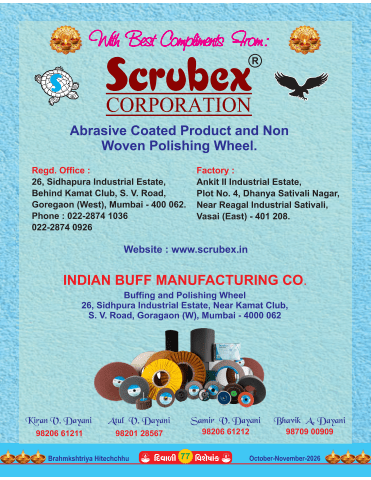 With Best Compliments From:
Scrubex®
CORPORATION
Abrasive Coated Product and Non
Woven Polishing Wheel.
Regd. Office :
26, Sidhapura Industrial Estate,
Behind Kamat Club, S. V. Road,
Goregaon (West), Mumbai - 400 062.
Phone : 022-2874 1036
022-2874 0926
Factory :
Ankit II Industrial Estate,
Plot No. 4, Dhanya Sativali Nagar,
Near Reagal Industrial Sativali,
Vasai (East) - 401 208.
Website : www.scrubex.in
INDIAN BUFF MANUFACTURING CO.
Buffing and Polishing Wheel
26, Sidhpura Industrial Estate, Near Kamat Club,
S. V. Road, Goragaon (W), Mumbai - 4000 062
Kiran V. Dayani
98206 61211
Atul V. Dayani
98201 28567
Samir V. Dayani
98206 61212
Bhavik A. Dayani
98709 00909
Brahmkshtriya Hitechchhu
દિવાળી 77 વિશેષાંક
October-November-2026